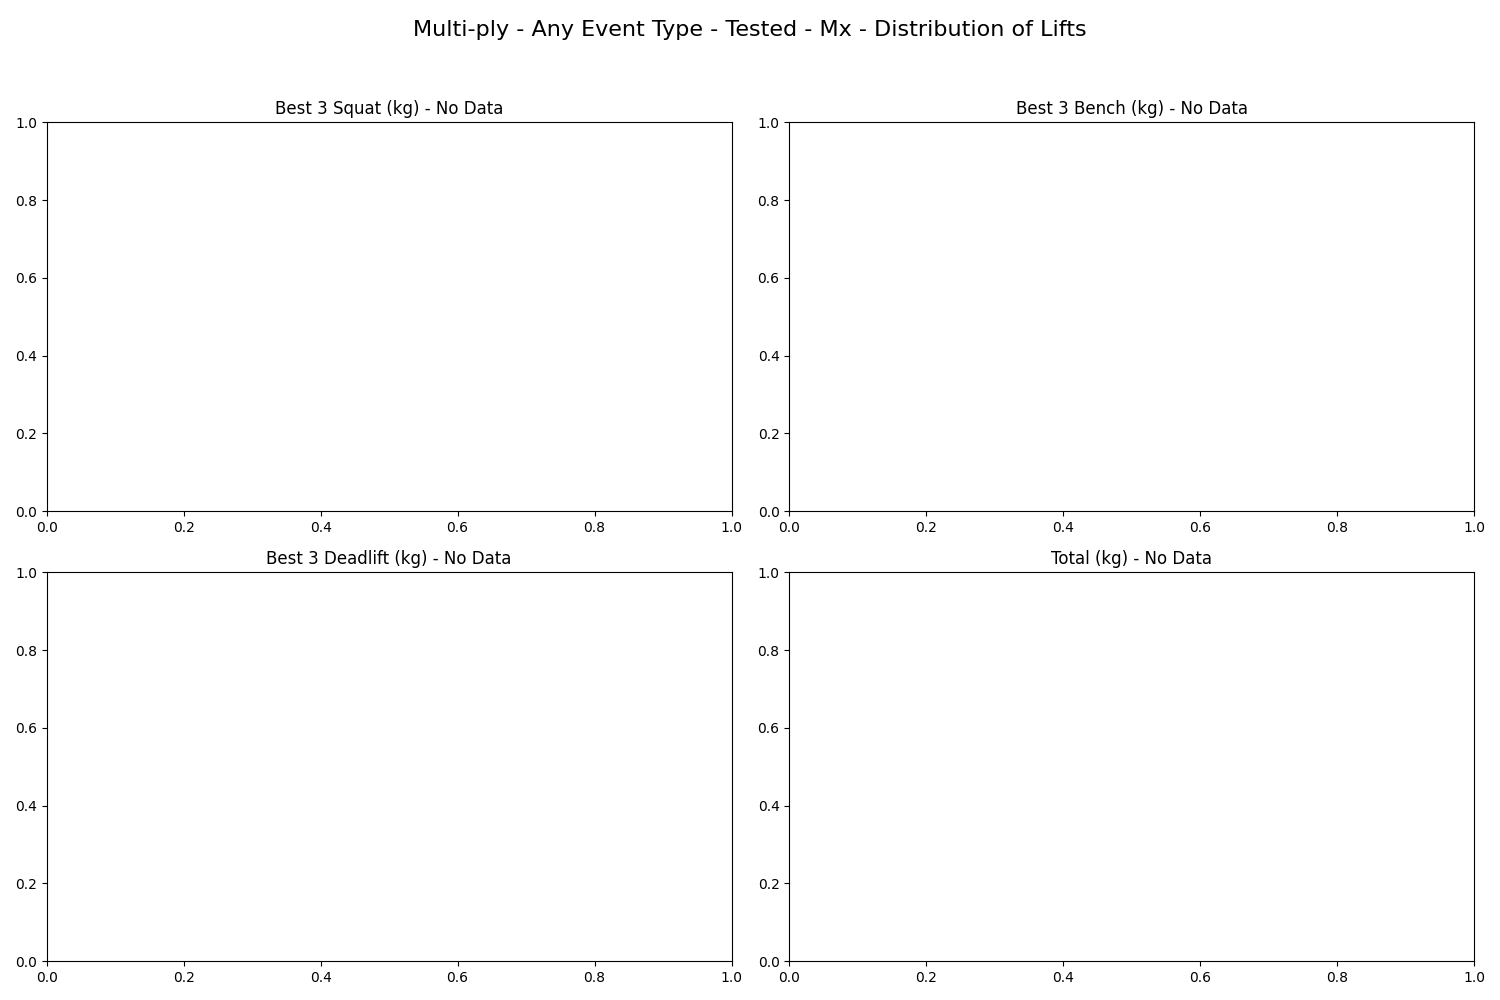 Multi-ply - Any Event Type - Tested - Mx - Distribution of Lifts
Best 3 Squat (kg) - No Data
1.0
0.8
0.6
0.4
0.2
0.0
0.0 0.2 0.4 0.6 0.8 1.0
Best 3 Bench (kg) - No Data
1.0
0.8
0.6
0.4
0.2
0.0
0.0 0.2 0.4 0.6 0.8 1.0
Best 3 Deadlift (kg) - No Data
1.0
0.8
0.6
0.4
0.2
0.0
0.0 0.2 0.4 0.6 0.8 1.0
Total (kg) - No Data
1.0
0.8
0.6
0.4
0.2
0.0
0.0 0.2 0.4 0.6 0.8 1.0